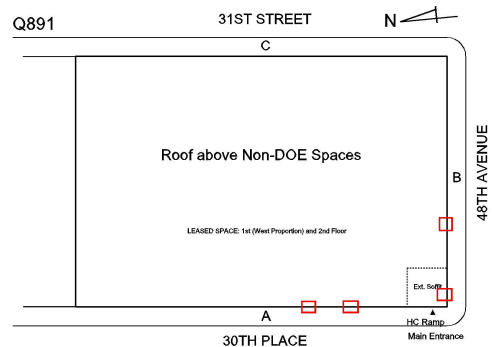 Q891
31ST STREET
N
C
Roof above Non-DOE Spaces
B
48TH AVENUE
LEASED SPACE: 1st (West Proportion) and 2nd Floor
Ext. Soffit
A
HC Ramp
Main Entrance
30TH PLACE